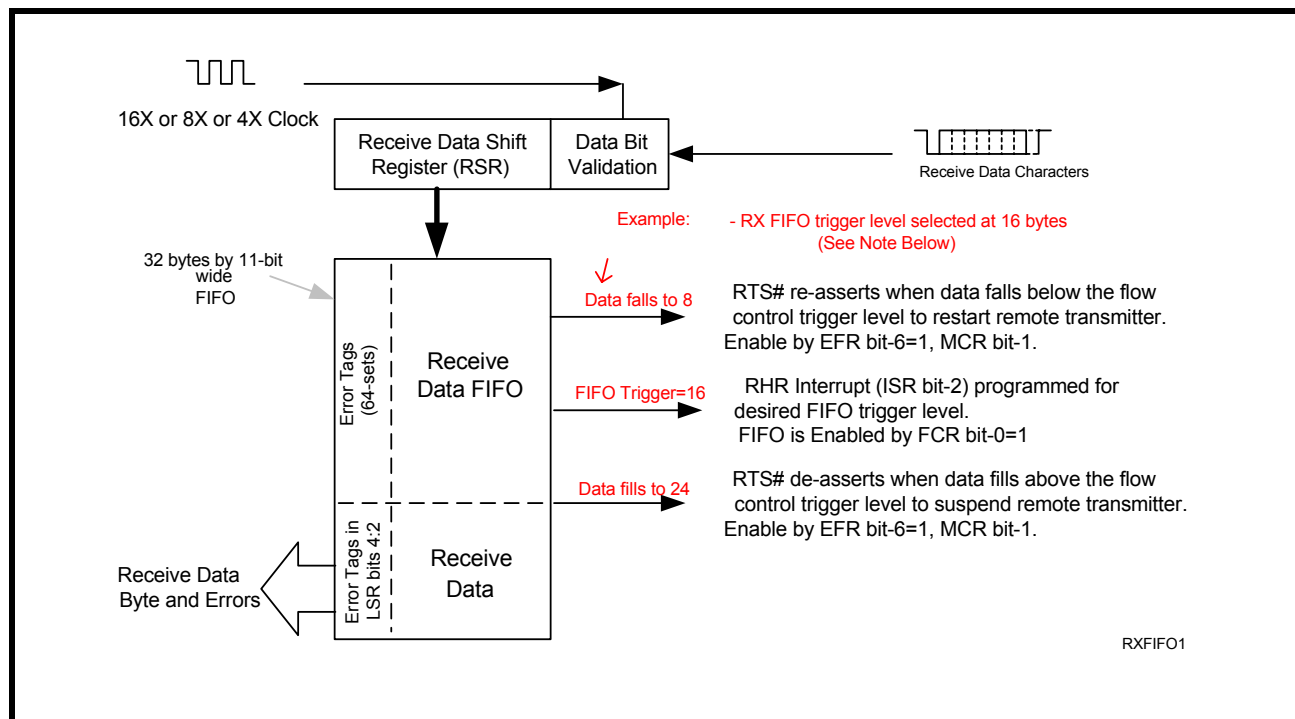 16X or 8X or 4X Clock
Receive Data Shift
Register (RSR)
Data Bit
Validation
Receive Data Characters
Example:
- RX FIFO trigger level selected at 16 bytes
(See Note Below)
32 bytes by 11-bit
wide
FIFO
Error Tags
(64-sets)
Receive
Data FIFO
Data falls to 8
RTS# re-asserts when data falls below the flow
control trigger level to restart remote transmitter.
Enable by EFR bit-6=1, MCR bit-1.
FIFO Trigger=16
RHR Interrupt (ISR bit-2) programmed for
desired FIFO trigger level.
FIFO is Enabled by FCR bit-0=1
Data fills to 24
RTS# de-asserts when data fills above the flow
control trigger level to suspend remote transmitter.
Enable by EFR bit-6=1, MCR bit-1.
Error Tags in
LSR bits 4:2
Receive
Data
Receive Data
Byte and Errors
RXFIFO1